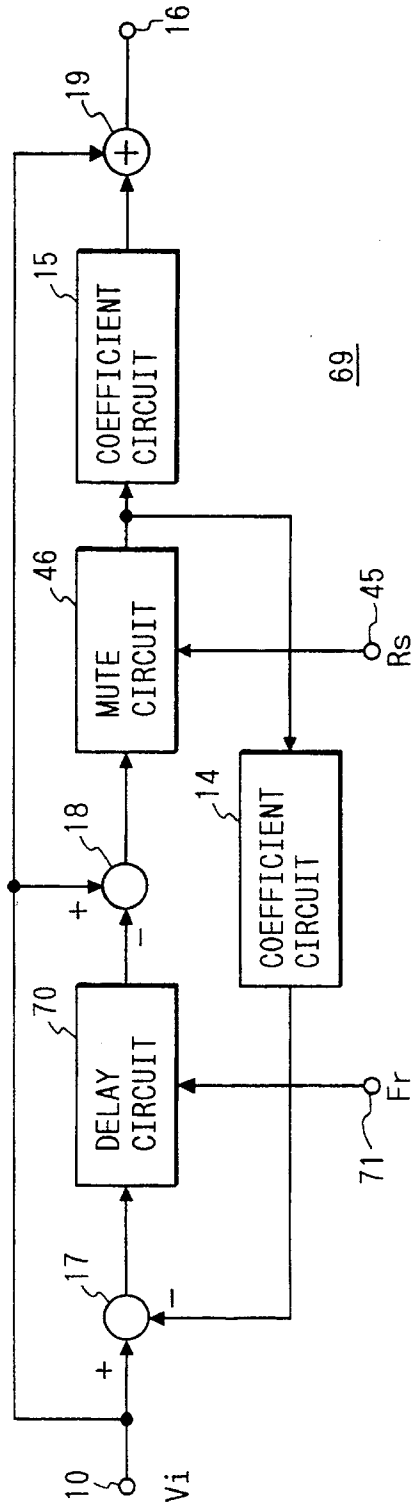 10
Vi
+
17
−
DELAY
CIRCUIT
70
71
Fr
+
−
18
MUTE
CIRCUIT
46
45
Rs
COEFFICIENT
CIRCUIT
14
COEFFICIENT
CIRCUIT
15
+
19
16
69